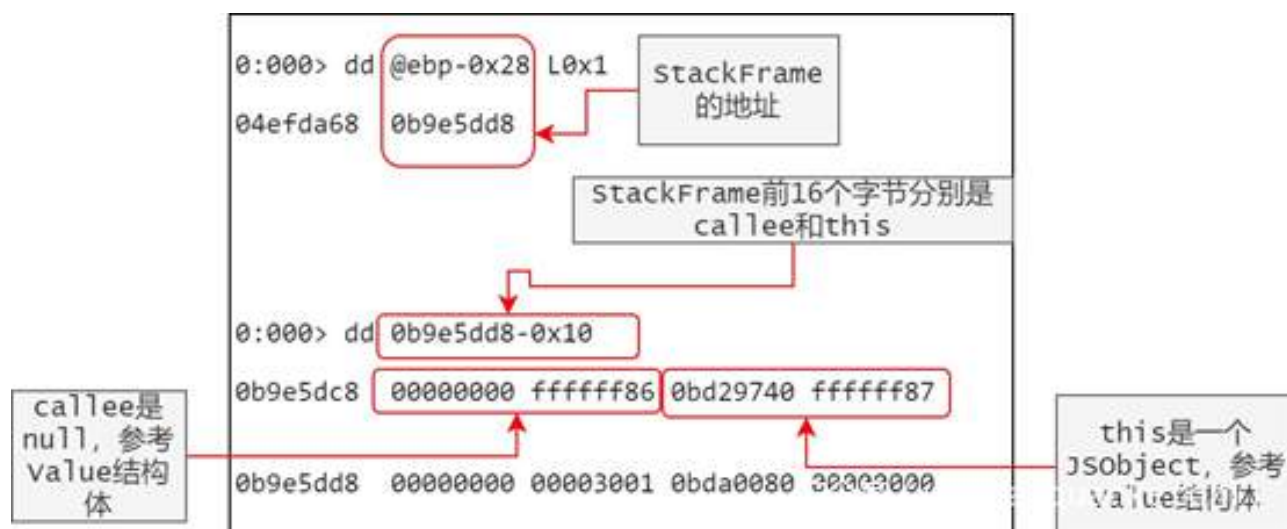 0:000> dd @ebp-0x28 L0x1
04efda68 0b9e5dd8
StackFrame
的地址
StackFrame前16个字节分别是
callee和this
0:000> dd 0b9e5dd8-0x10
0b9e5dc8 00000000 ffffff86 0bd29740 ffffff87
callee是
null, 参考
Value结构
体
this是一个
JSObject, 参考
Value结构体
0b9e5dd8 00000000 00003001 0bda0080 00000000